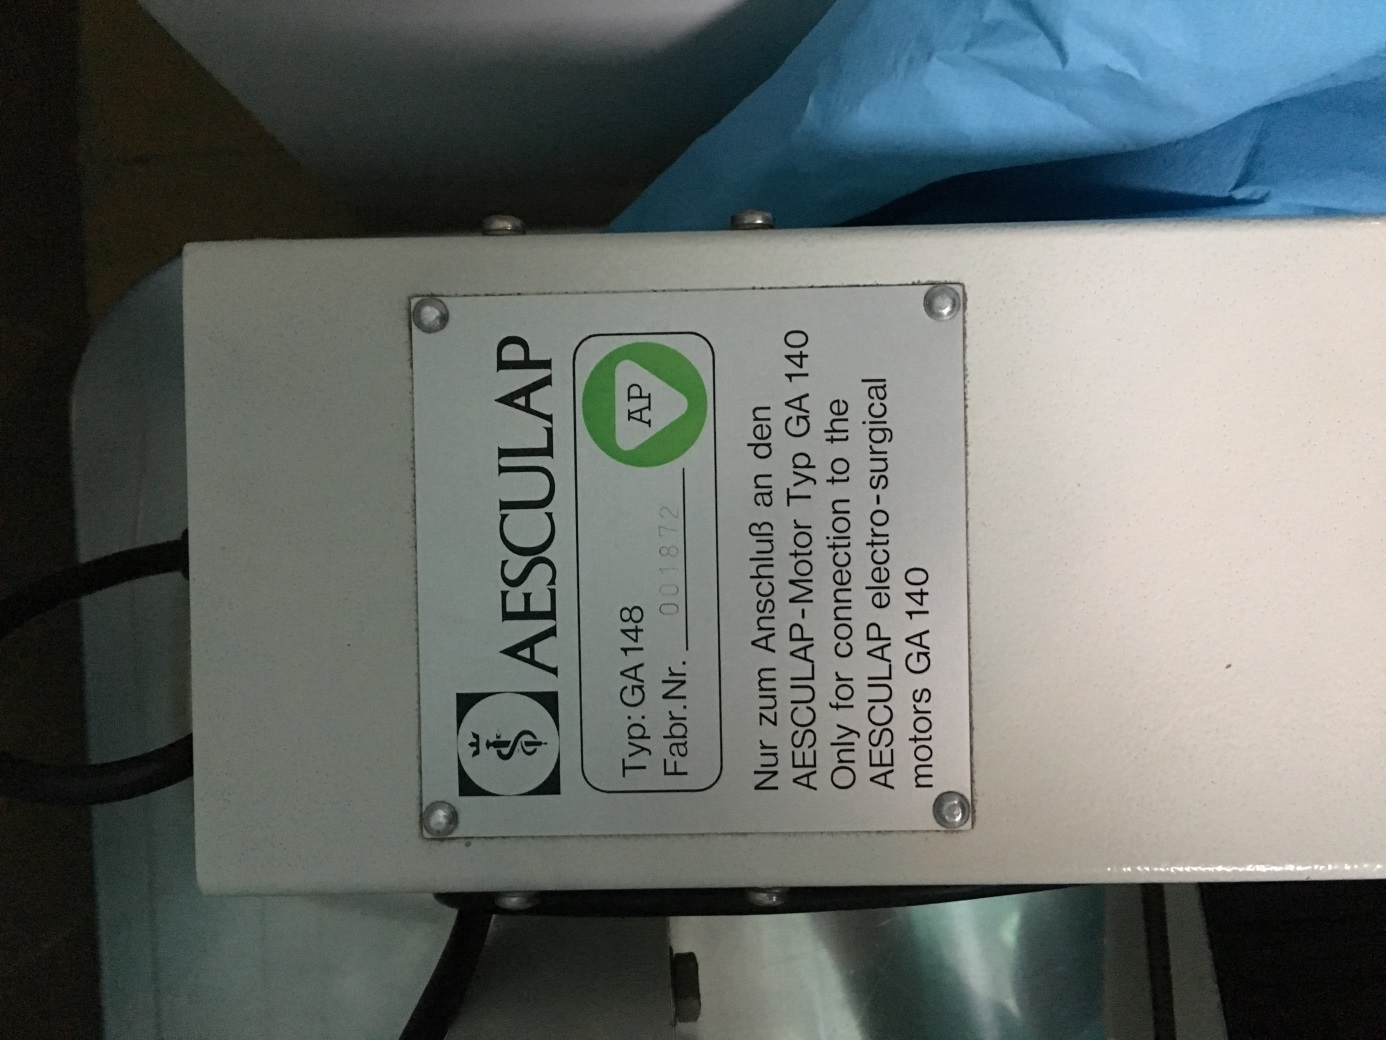 AESCULAP
Typ: GA 148
Fabr. Nr. 001872
AP
Nur zum Anschluß an den
AESCULAP-Motor Typ GA 140
Only for connection to the
AESCULAP electro-surgical
motors GA 140